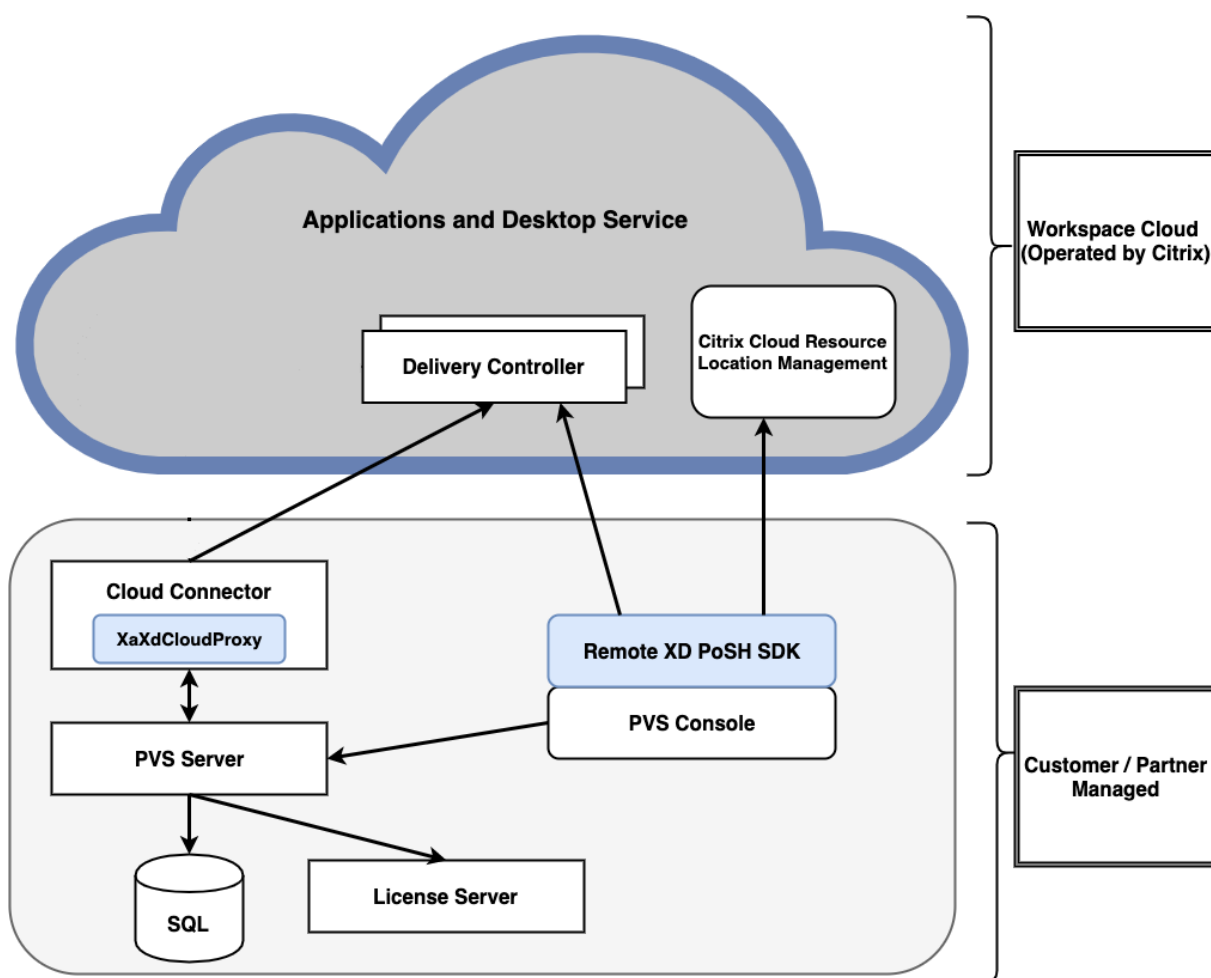 Applications and Desktop Service
Delivery Controller
Citrix Cloud Resource
Location Management
Workspace Cloud
(Operated by Citrix)
Cloud Connector
XaXdCloudProxy
Remote XD PoSH SDK
PVS Console
PVS Server
Customer / Partner
Managed
License Server
SQL